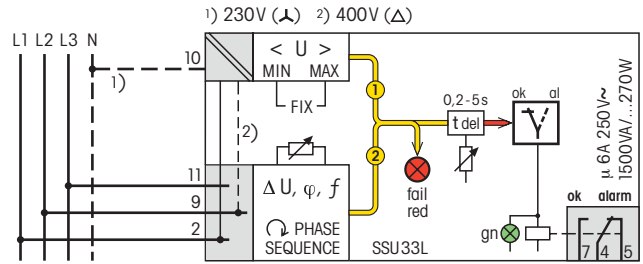 1) 230V (⅄) 2) 400V (△)
L1 L2 L3 N
10
1)
< U >
MIN MAX
FIX
2)
1
2
0,2-5s
t del
ok al
fail
red
μ 6A 250V~
1500VA/...270W
11
9
2
Δ U, φ, f
PHASE
SEQUENCE
SSU33L
gn
ok alarm
7 4 5